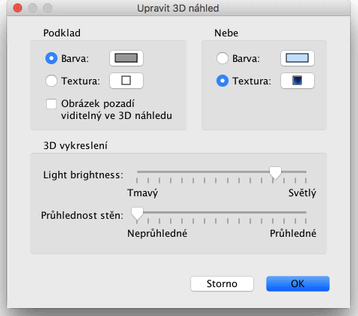 Upravit 3D náhled
Podklad
Barva:
Textura:
Obrázek pozadí
viditelný ve 3D náhledu
Nebe
Barva:
Textura:
3D vykreslení
Light brightness:
Tmavý Světlý
Průhlednost stěn:
Neprůhledné Průhledné
Storno OK